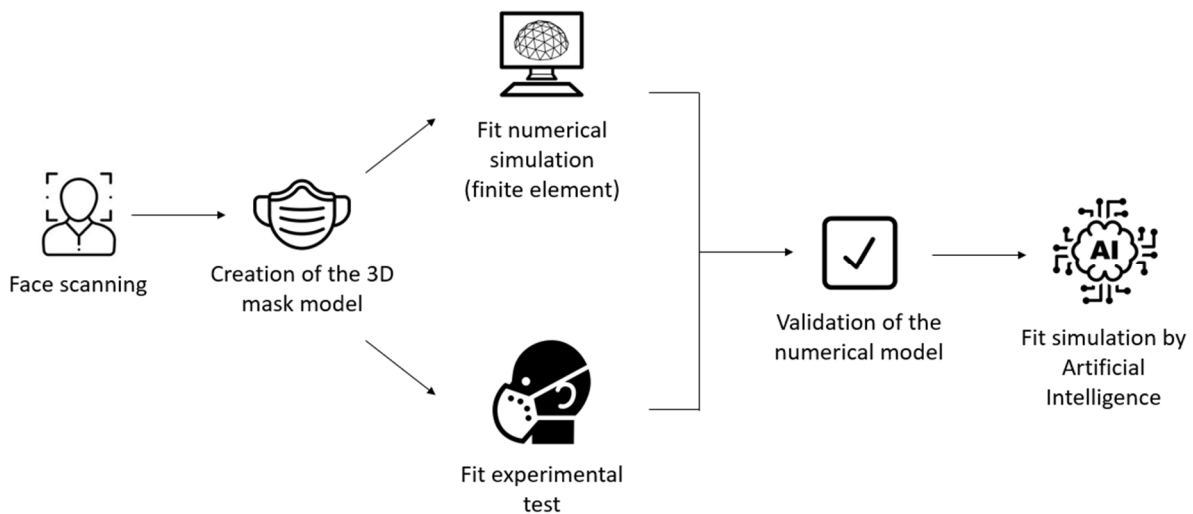 Face scanning
Creation of the 3D
mask model
Fit numerical
simulation
(finite element)
Fit experimental
test
Validation of the
numerical model
AI
Fit simulation by
Artificial
Intelligence